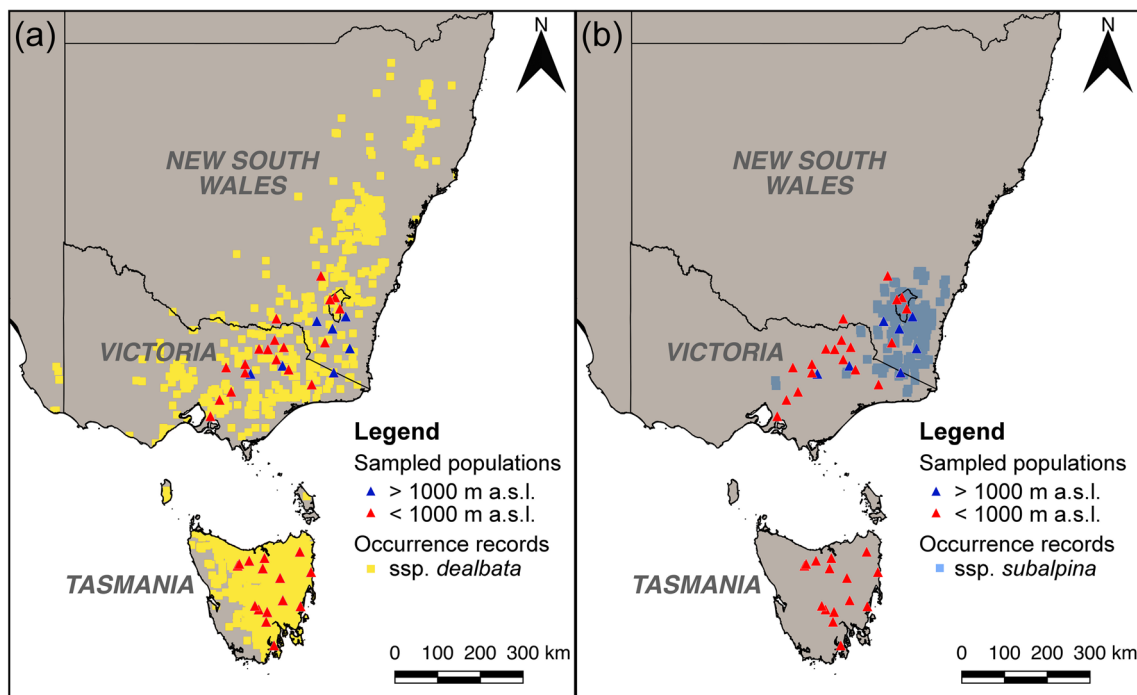 (a)
N
NEW SOUTH
WALES
VICTORIA
Legend
Sampled populations
> 1000 m a.s.l.
< 1000 m a.s.l.
Occurrence records
ssp. dealbata
TASMANIA
0 100 200 300 km
(b)
N
NEW SOUTH
WALES
VICTORIA
Legend
Sampled populations
> 1000 m a.s.l.
< 1000 m a.s.l.
Occurrence records
ssp. subalpina
TASMANIA
0 100 200 300 km